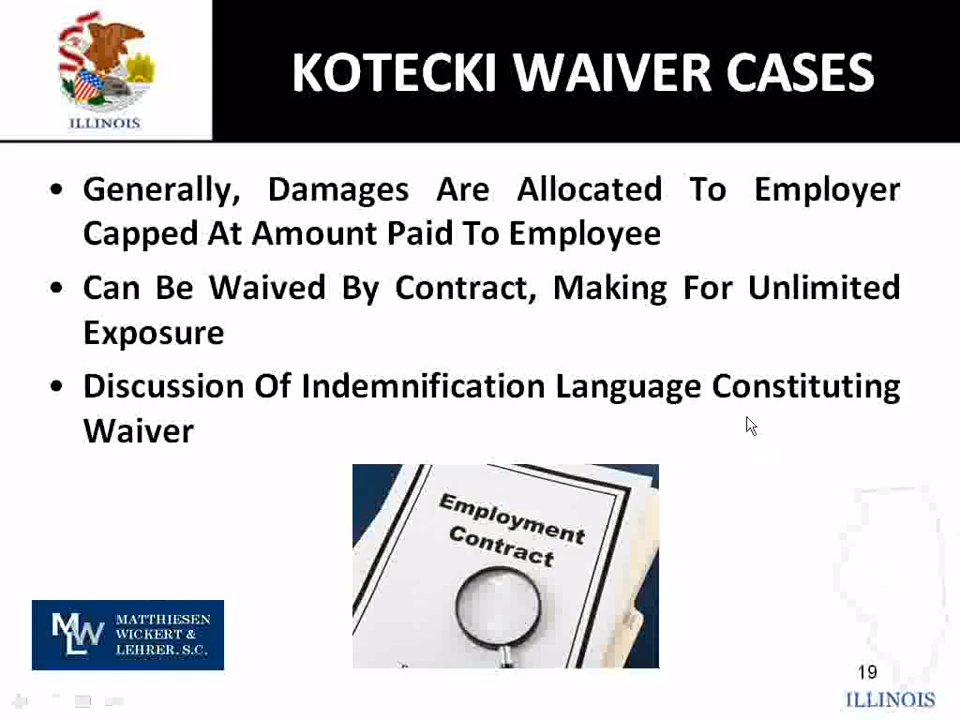 KOTECKI WAIVER CASES
ILLINOIS
• Generally, Damages Are Allocated To Employer
Capped At Amount Paid To Employee
• Can Be Waived By Contract, Making For Unlimited
Exposure
• Discussion Of Indemnification Language Constituting
Waiver
Employment
Contract
MWL
MATTHIESEN
WICKERT &
LEHRER, S.C.
19
ILLINOIS